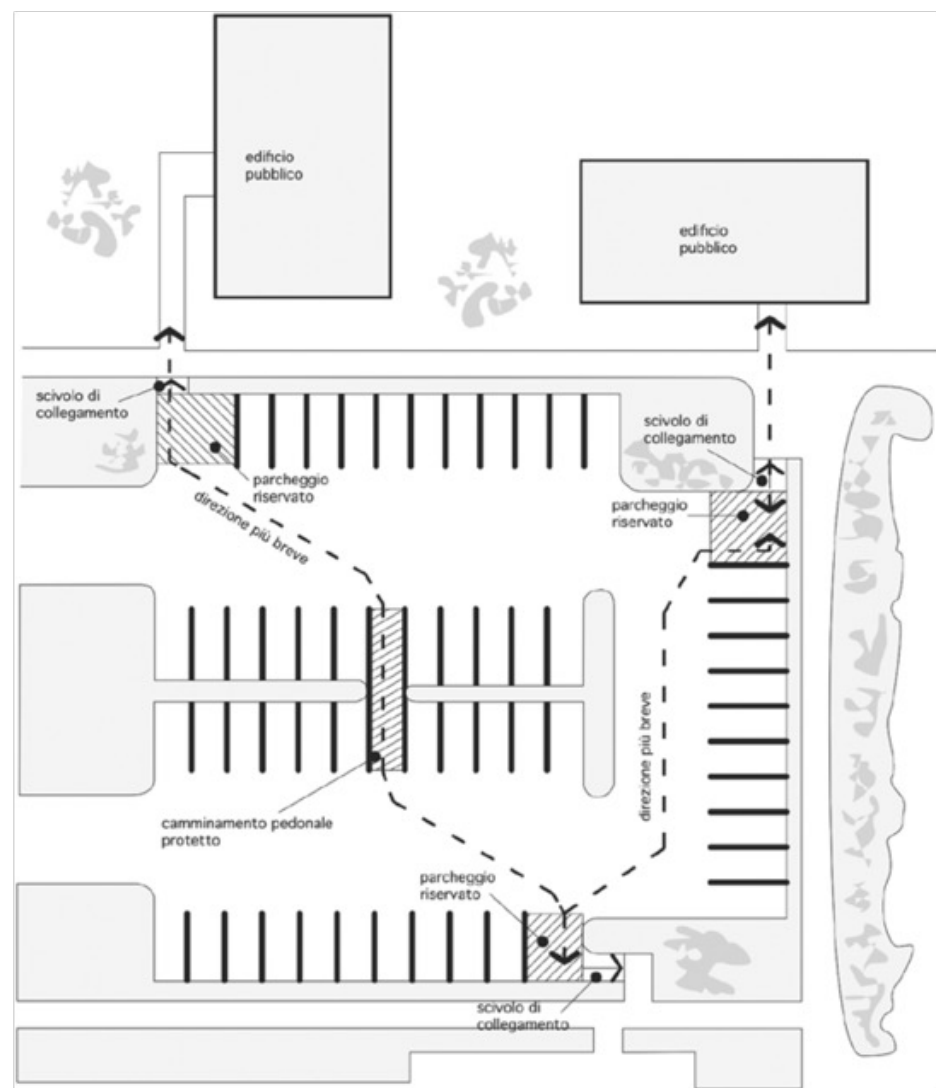 edificio
pubblico
edificio
pubblico
scivolo di
collegamento
scivolo di
collegamento
parcheggio
riservato
parcheggio
riservato
direzione più breve
direzione più breve
camminamento pedonale
protetto
parcheggio
riservato
scivolo di
collegamento